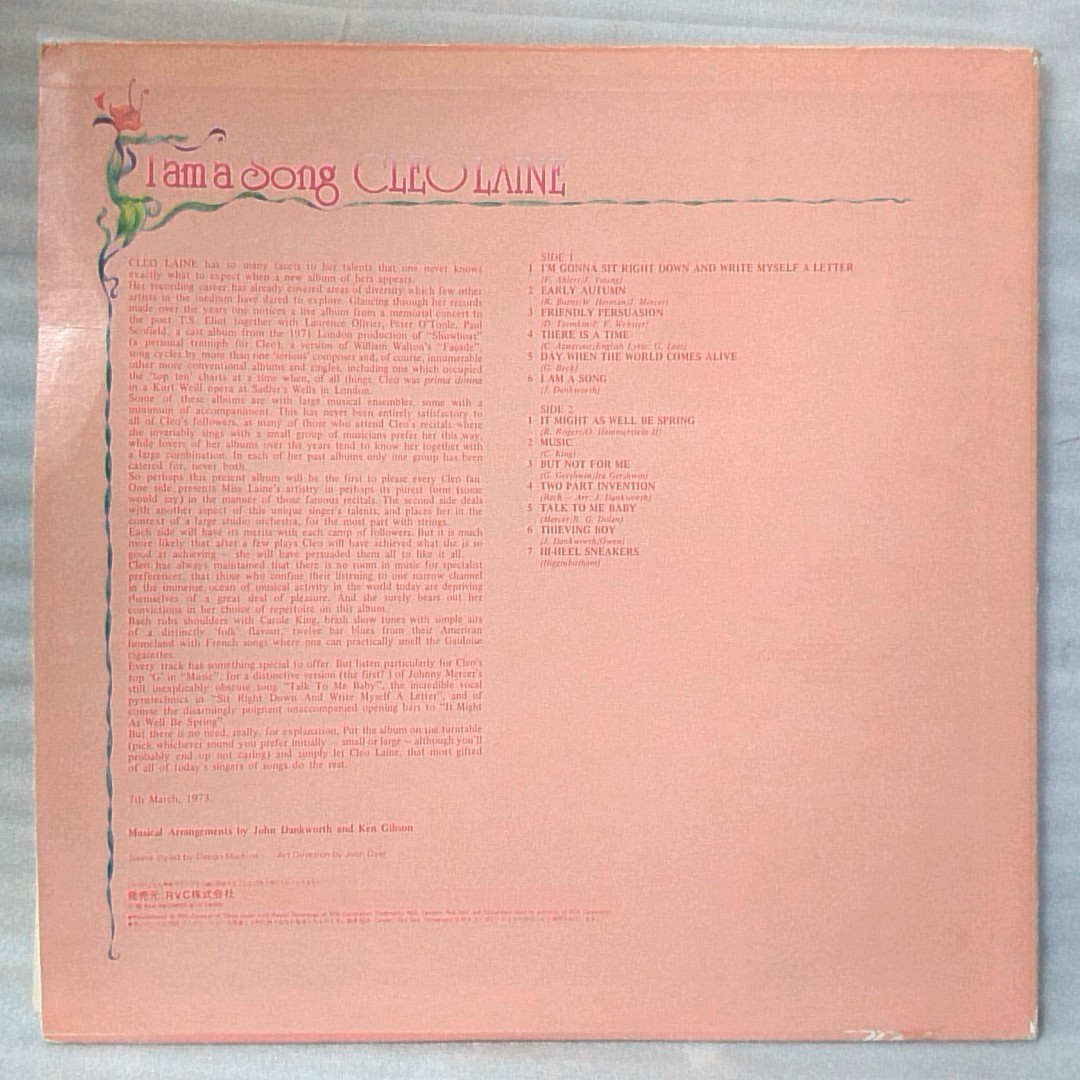 I am a Song CLEO LAINE
CLEO LAINE has so many facets to her talents that one never knows
exactly what to expect when a new album of hers appears.
Her recording career has already covered areas of diversity which few other
artists in the medium have dared to explore. Glancing through her records
made over the years one notices a live album from a memorial concert to
the poet T.S. Eliot together with Laurence Olivier, Peter O'Toole, Paul
Scofield, a cast album from the 1971 London production of "Showboat"
(a personal triumph for Cleo), a version of William Walton's "Façade",
song cycles by more than one 'serious' composer and, of course, innumerable
other more conventional albums and singles, including one which occupied
the 'top ten' charts at a time when, of all things, Cleo was prima donna
in a Kurt Weill opera at Sadler's Wells in London.
Some of these albums are with large musical ensembles, some with a
minimum of accompaniment. This has never been entirely satisfactory to
all of Cleo's followers, as many of those who attend Cleo's recitals where
she invariably sings with a small group of musicians prefer her this way,
while lovers of her albums over the years tend to know her together with
a large combination. In each of her past albums only one group has been
catered for, never both.
So perhaps this present album will be the first to please every Cleo fan
One side presents Miss Laine's artistry in perhaps its purest form (some
would say) in the manner of those famous recitals. The second side deals
with another aspect of this unique singer's talents, and places her in the
context of a large studio orchestra, for the most part with strings.
Each side will have its merits with each camp of followers. But it is much
more likely that after a few plays Cleo will have achieved what she is so
good at achieving — she will have persuaded them all to like it all.
Cleo has always maintained that there is no room in music for specialist
preferences, that those who confine their listening to one narrow channel
in the immense ocean of musical activity in the world today are depriving
themselves of a great deal of pleasure. And she surely bears out her
convictions in her choice of repertoire on this album.
Bach rubs shoulders with Carole King, brash show tunes with simple airs
of a distinctly 'folk' flavour, twelve bar blues from their American
homeland with French songs where one can practically smell the Gauloise
cigarettes.
Every track has something special to offer. But listen particularly for Cleo's
top 'G' in "Music", for a distinctive version (the first?) of Johnny Mercer's
still inexplicably obscure song "Talk To Me Baby", the incredible vocal
pyrotechnics in "Sit Right Down And Write Myself A Letter", and of
course the disarmingly poignant unaccompanied opening bars to "It Might
As Well Be Spring"
But there is no need, really, for explanation. Put the album on the turntable
(pick whichever sound you prefer initially — small or large — although you'll
probably end up not caring) and simply let Cleo Laine, that most gifted
of all of today's singers of songs do the rest.
7th March, 1973.
Musical Arrangements by John Dankworth and Ken Gibson
Sleeve styled by Design Machine Art Direction by John Dyer
発売元:RVC株式会社
SIDE 1
1 I'M GONNA SIT RIGHT DOWN AND WRITE MYSELF A LETTER
(F. Ahlert/J. Young)
2 EARLY AUTUMN
(R. Burns/W. Herman/J. Mercer)
3 FRIENDLY PERSUASION
(D. Tiomkin/P. F. Webster)
4 THERE IS A TIME
(C. Aznavour/English Lyric: G. Lees)
5 DAY WHEN THE WORLD COMES ALIVE
(G. Beck)
6 I AM A SONG
(J. Dankworth)
SIDE 2
1 IT MIGHT AS WELL BE SPRING
(R. Rogers/O. Hammerstein II)
2 MUSIC
(C. King)
3 BUT NOT FOR ME
(G. Gershwin/Ira Gershwin)
4 TWO PART INVENTION
(Bach — Arr: J. Dankworth)
5 TALK TO ME BABY
(Mercer/R. G. Dolan)
6 THIEVING BOY
(J. Dankworth/Owen)
7 HI-HEEL SNEAKERS
(Higginbotham)